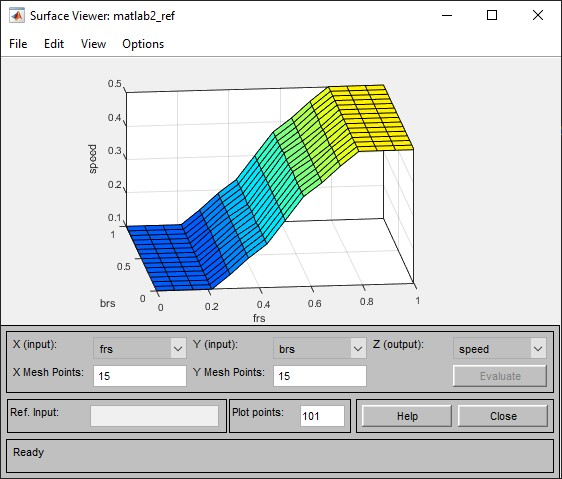 Surface Viewer: matlab2_ref
File Edit View Options
0.5
0.4
0.3
0.2
0.1
speed
1
0.5
0
brs
0 0.2 0.4 0.6 0.8 1
frs
X (input): frs Y (input): brs Z (output): speed
X Mesh Points: 15 Y Mesh Points: 15 Evaluate
Ref. Input: Plot points: 101 Help Close
Ready